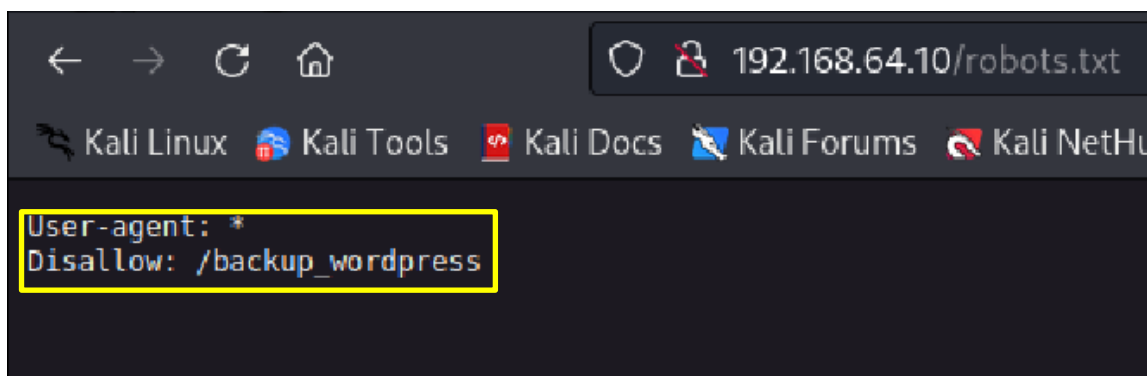 192.168.64.10/robots.txt
Kali Linux Kali Tools Kali Docs Kali Forums Kali NetHu
User-agent: *
Disallow: /backup_wordpress